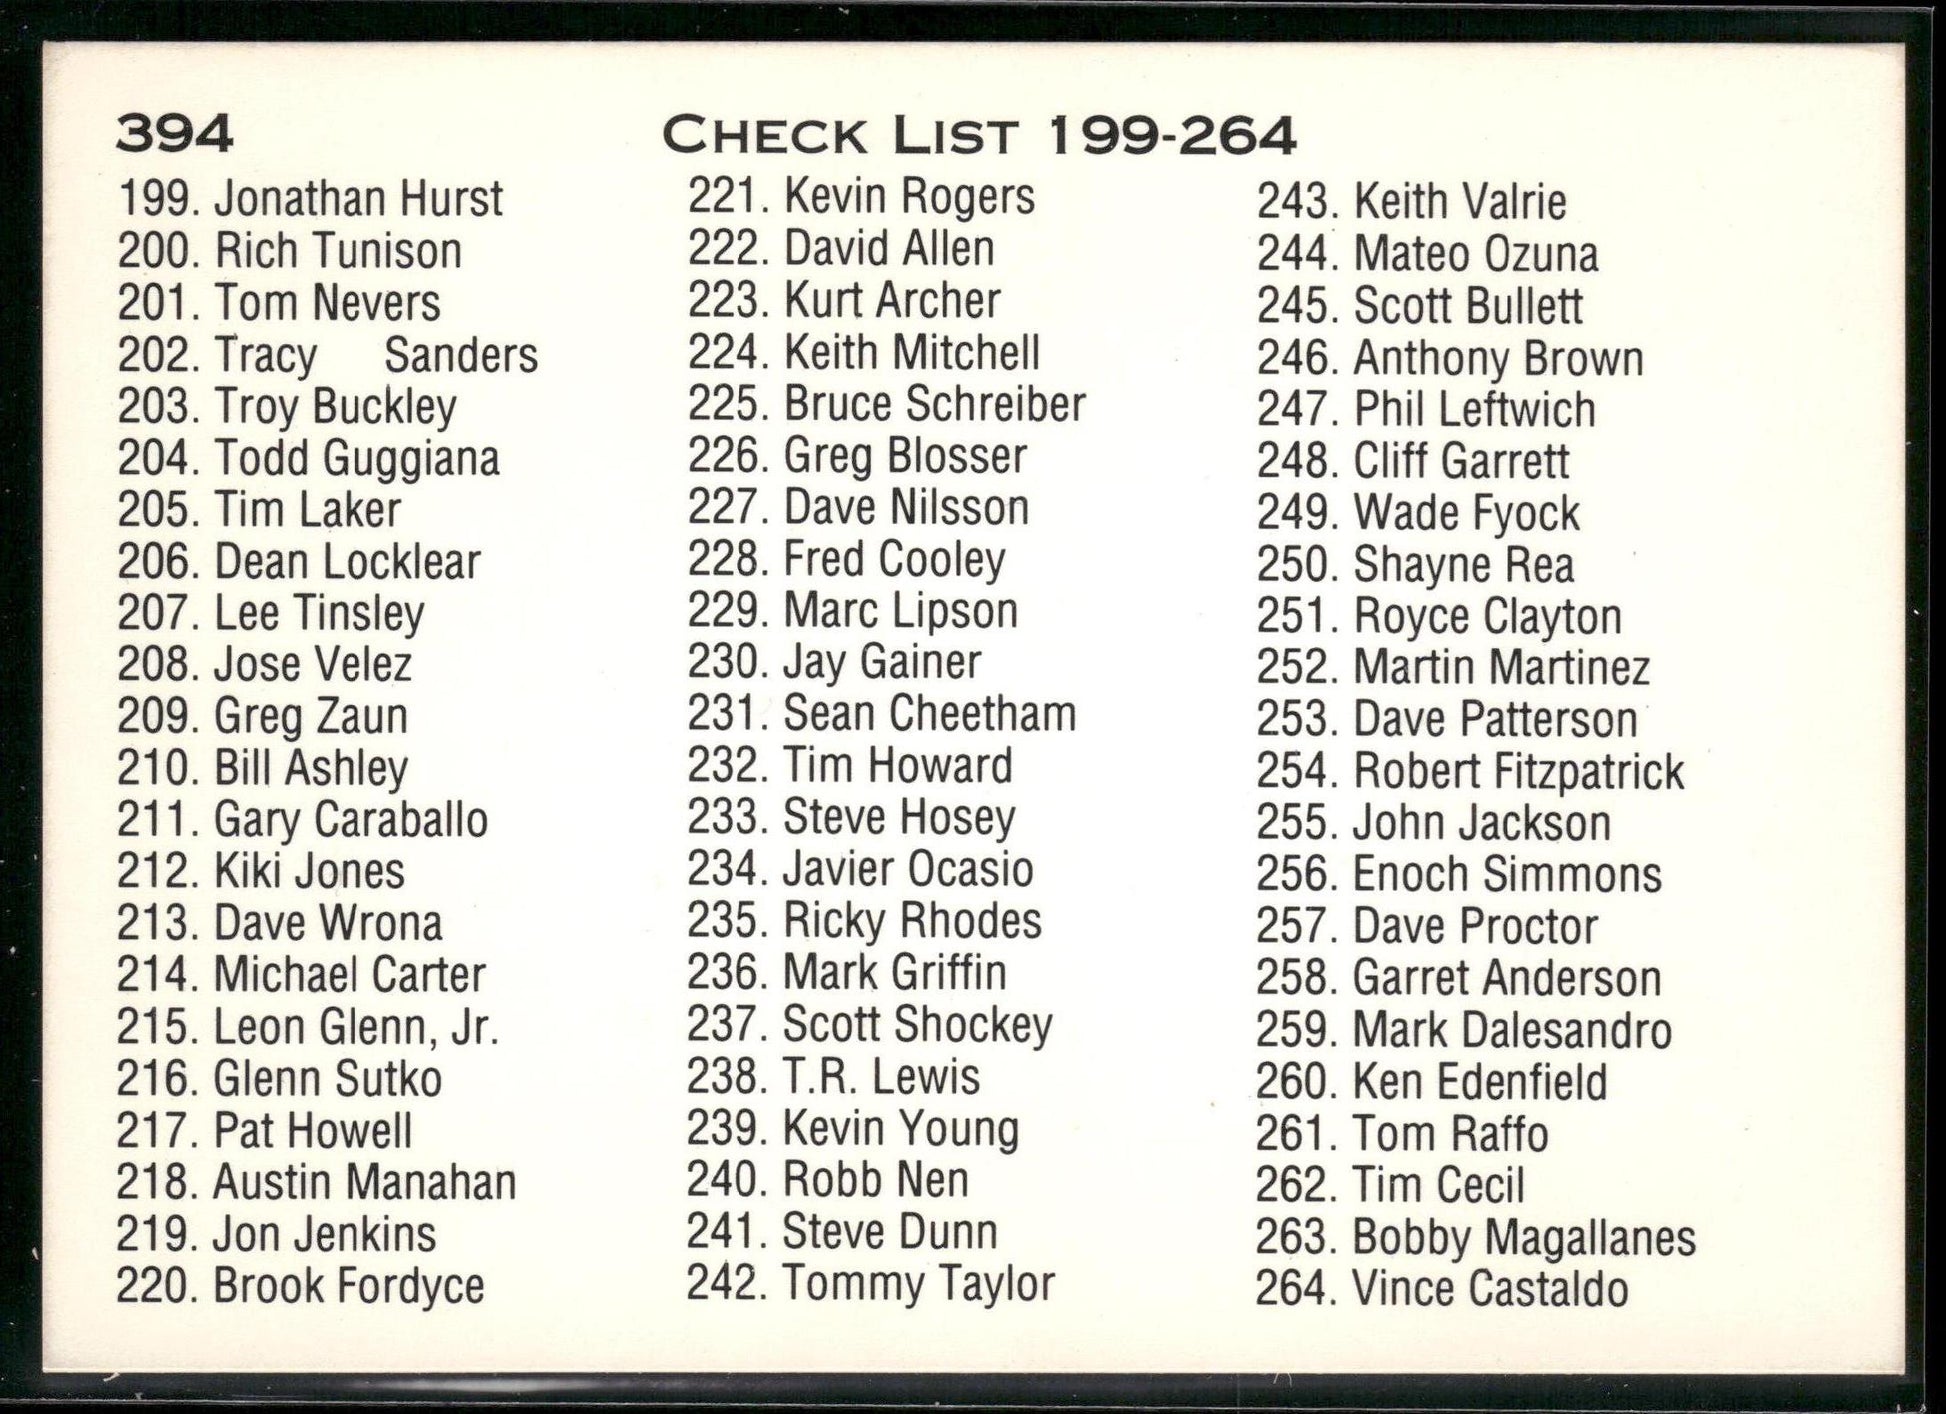 394
CHECK LIST 199-264
199. Jonathan Hurst
200. Rich Tunison
201. Tom Nevers
202. Tracy Sanders
203. Troy Buckley
204. Todd Guggiana
205. Tim Laker
206. Dean Locklear
207. Lee Tinsley
208. Jose Velez
209. Greg Zaun
210. Bill Ashley
211. Gary Caraballo
212. Kiki Jones
213. Dave Wrona
214. Michael Carter
215. Leon Glenn, Jr.
216. Glenn Sutko
217. Pat Howell
218. Austin Manahan
219. Jon Jenkins
220. Brook Fordyce
221. Kevin Rogers
222. David Allen
223. Kurt Archer
224. Keith Mitchell
225. Bruce Schreiber
226. Greg Blosser
227. Dave Nilsson
228. Fred Cooley
229. Marc Lipson
230. Jay Gainer
231. Sean Cheetham
232. Tim Howard
233. Steve Hosey
234. Javier Ocasio
235. Ricky Rhodes
236. Mark Griffin
237. Scott Shockey
238. T.R. Lewis
239. Kevin Young
240. Robb Nen
241. Steve Dunn
242. Tommy Taylor
243. Keith Valrie
244. Mateo Ozuna
245. Scott Bullett
246. Anthony Brown
247. Phil Leftwich
248. Cliff Garrett
249. Wade Fyock
250. Shayne Rea
251. Royce Clayton
252. Martin Martinez
253. Dave Patterson
254. Robert Fitzpatrick
255. John Jackson
256. Enoch Simmons
257. Dave Proctor
258. Garret Anderson
259. Mark Dalesandro
260. Ken Edenfield
261. Tom Raffo
262. Tim Cecil
263. Bobby Magallanes
264. Vince Castaldo